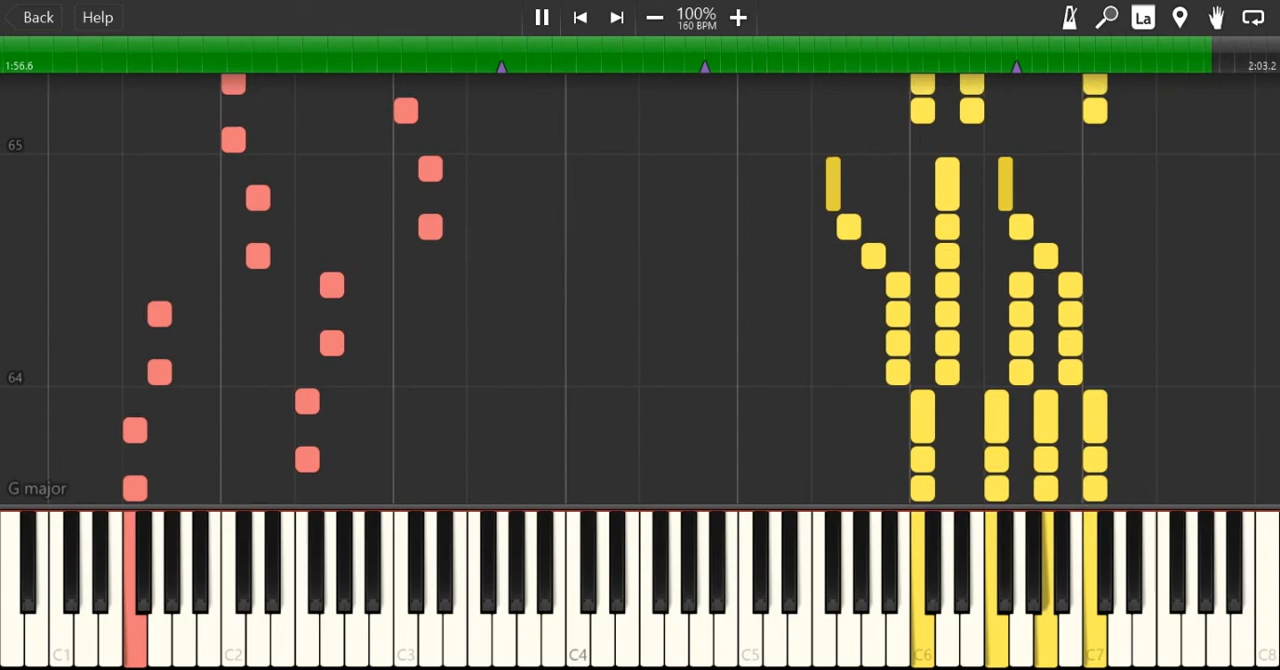 Back Help 100% La
160 BPM
1:56.6 2:03.2
65
64
G major
C1 C2 C3 C4 C5 C6 C7 C8